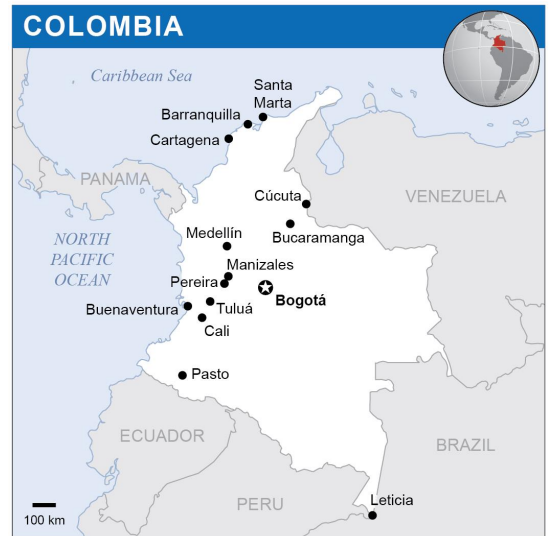 COLOMBIA
Caribbean Sea
Santa
Marta
Barranquilla
Cartagena
PANAMA
Cúcuta
VENEZUELA
NORTH
PACIFIC
OCEAN
Medellín
Bucaramanga
Manizales
Pereira
Bogotá
Buenaventura
Tuluá
Cali
Pasto
ECUADOR
BRAZIL
PERU
Leticia
100 km